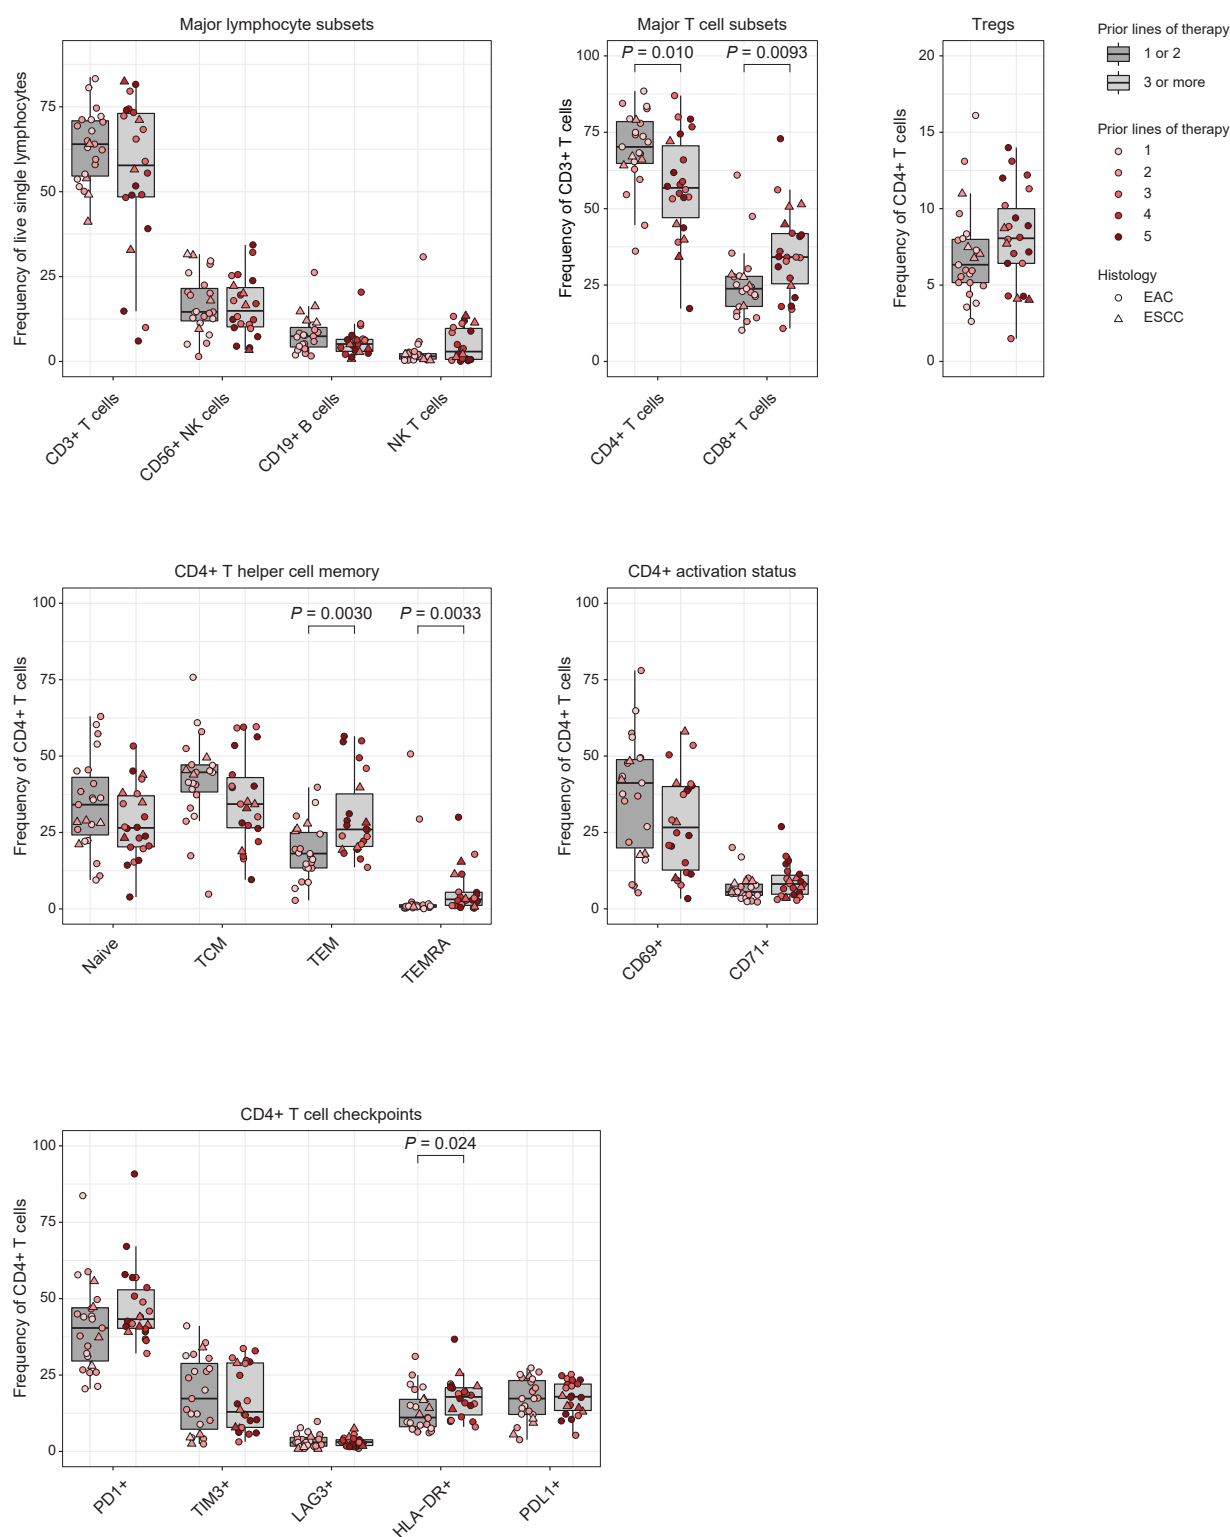 Major lymphocyte subsets
Frequency of live single lymphocytes
75
50
25
0
CD3+ T cells
CD56+ NK cells
CD19+ B cells
NK T cells
Major T cell subsets
Frequency of CD3+ T cells
100
75
50
25
0
P = 0.010
P = 0.0093
CD4+ T cells
CD8+ T cells
Tregs
Frequency of CD4+ T cells
20
15
10
5
0
Prior lines of therapy
1 or 2
3 or more
Prior lines of therapy
1
2
3
4
5
Histology
EAC
ESCC
CD4+ T helper cell memory
Frequency of CD4+ T cells
100
75
50
25
0
P = 0.0030
P = 0.0033
Naive
TCM
TEM
TEMRA
CD4+ activation status
Frequency of CD4+ T cells
100
75
50
25
0
CD69+
CD71+
CD4+ T cell checkpoints
Frequency of CD4+ T cells
100
75
50
25
0
P = 0.024
PD1+
TIM3+
LAG3+
HLA−DR+
PDL1+